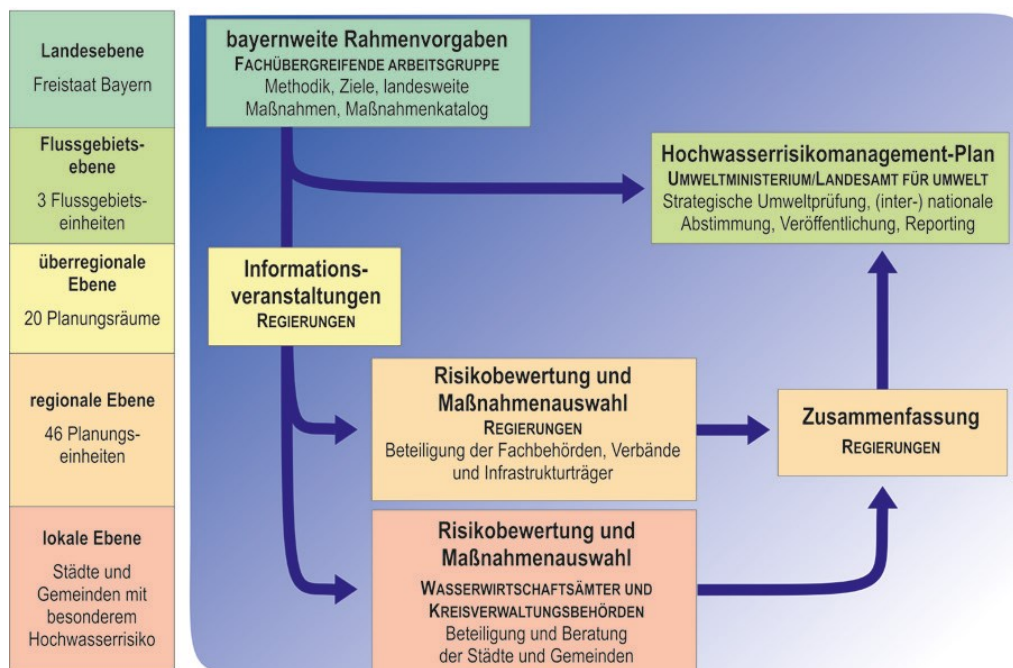 Landesebene
Freistaat Bayern
Flussgebiets-
ebene
3 Flussgebiets-
einheiten
überregionale
Ebene
20 Planungsräume
regionale Ebene
46 Planungs-
einheiten
lokale Ebene
Städte und
Gemeinden mit
besonderem
Hochwasserrisiko
bayernweite Rahmenvorgaben
FACHÜBERGREIFENDE ARBEITSGRUPPE
Methodik, Ziele, landesweite
Maßnahmen, Maßnahmenkatalog
Hochwasserrisikomanagement-Plan
UMWELTMINISTERIUM/LANDESAMT FÜR UMWELT
Strategische Umweltprüfung, (inter-) nationale
Abstimmung, Veröffentlichung, Reporting
Informations-
veranstaltungen
REGIERUNGEN
Risikobewertung und
Maßnahmenauswahl
REGIERUNGEN
Beteiligung der Fachbehörden, Verbände
und Infrastrukturträger
Zusammenfassung
REGIERUNGEN
Risikobewertung und
Maßnahmenauswahl
WASSERWIRTSCHAFTSÄMTER UND
KREISVERWALTUNGSBEHÖRDEN
Beteiligung und Beratung
der Städte und Gemeinden